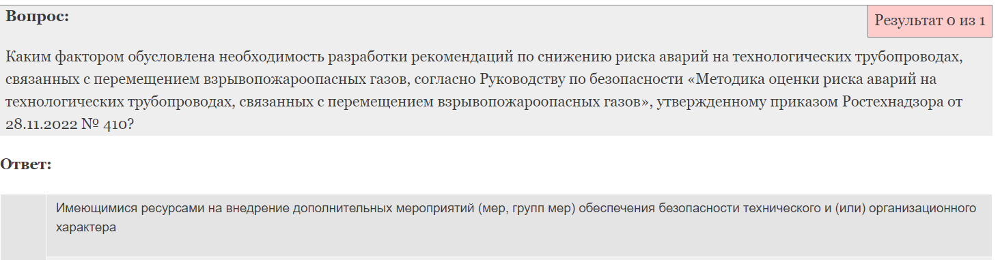 Вопрос:
Результат 0 из 1
Каким фактором обусловлена необходимость разработки рекомендаций по снижению риска аварий на технологических трубопроводах,
связанных с перемещением взрывопожароопасных газов, согласно Руководству по безопасности «Методика оценки риска аварий на
технологических трубопроводах, связанных с перемещением взрывопожароопасных газов», утвержденному приказом Ростехнадзора от
28.11.2022 № 410?
Ответ:
Имеющимися ресурсами на внедрение дополнительных мероприятий (мер, групп мер) обеспечения безопасности технического и (или) организационного
характера